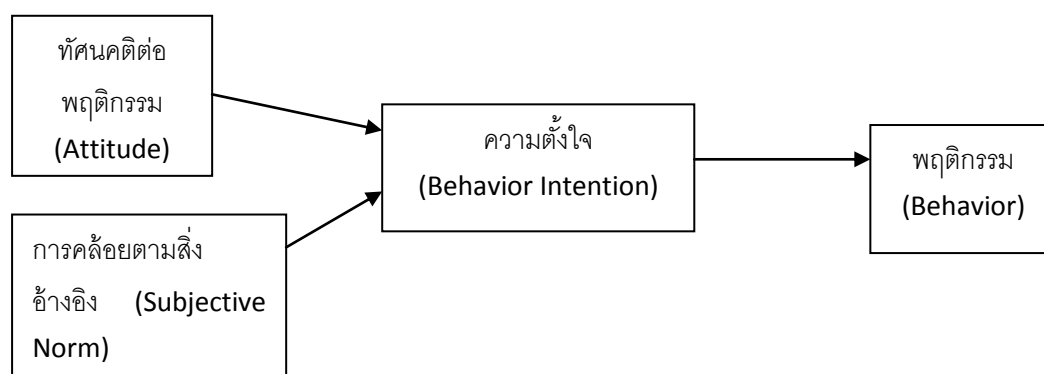 ทัศนคติต่อ
พฤติกรรม
(Attitude)
ความตั้งใจ
(Behavior Intention)
พฤติกรรม
(Behavior)
การคล้อยตามสิ่ง
อ้างอิง (Subjective
Norm)